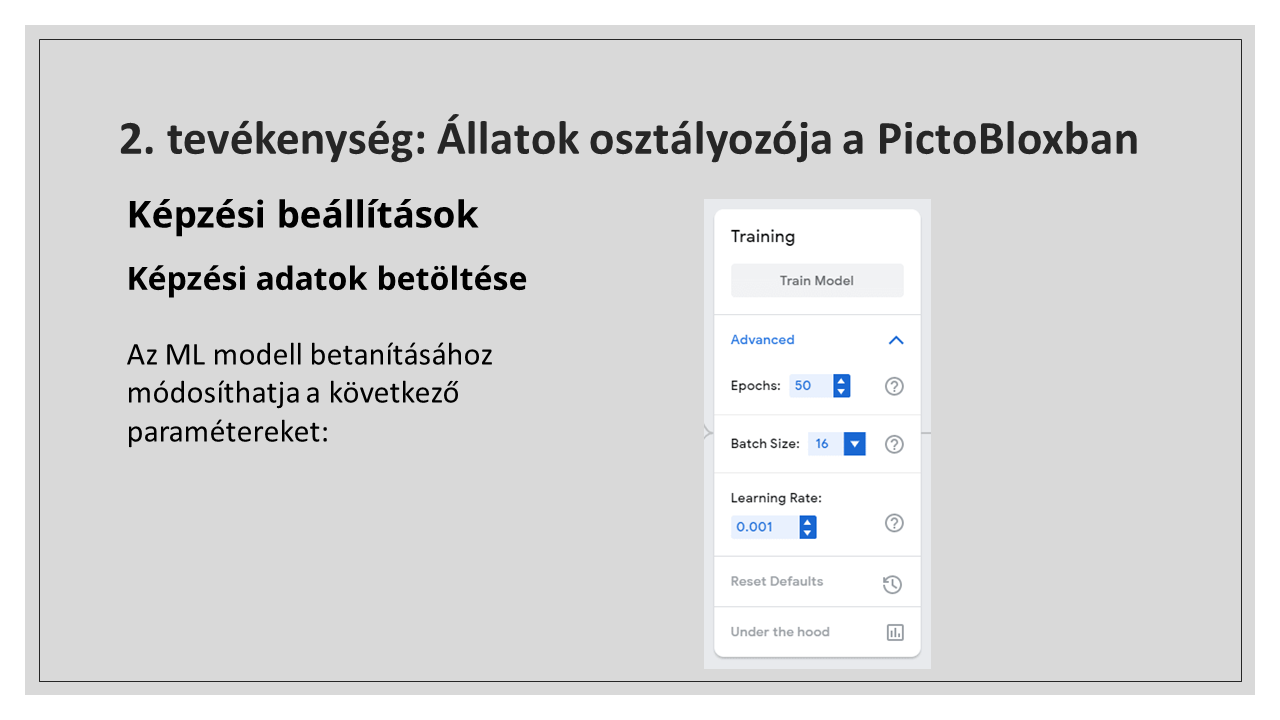 2. tevékenység: Állatok osztályozója a PictoBloxban
Képzési beállítások
Képzési adatok betöltése
Az ML modell betanításához
módosíthatja a következő
paramétereket:
Training
Train Model
Advanced
Epochs: 50
Batch Size: 16
Learning Rate:
0.001
Reset Defaults
Under the hood